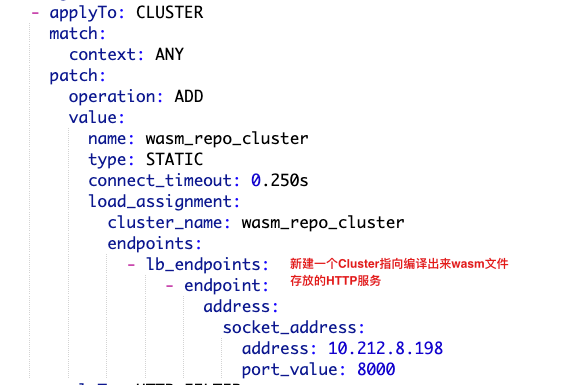 - applyTo: CLUSTER
match:
context: ANY
patch:
operation: ADD
value:
name: wasm_repo_cluster
type: STATIC
connect_timeout: 0.250s
load_assignment:
cluster_name: wasm_repo_cluster
endpoints:
- lb_endpoints:
新建一个Cluster指向编译出来wasm文件
存放的HTTP服务
- endpoint:
address:
socket_address:
address: 10.212.8.198
port_value: 8000